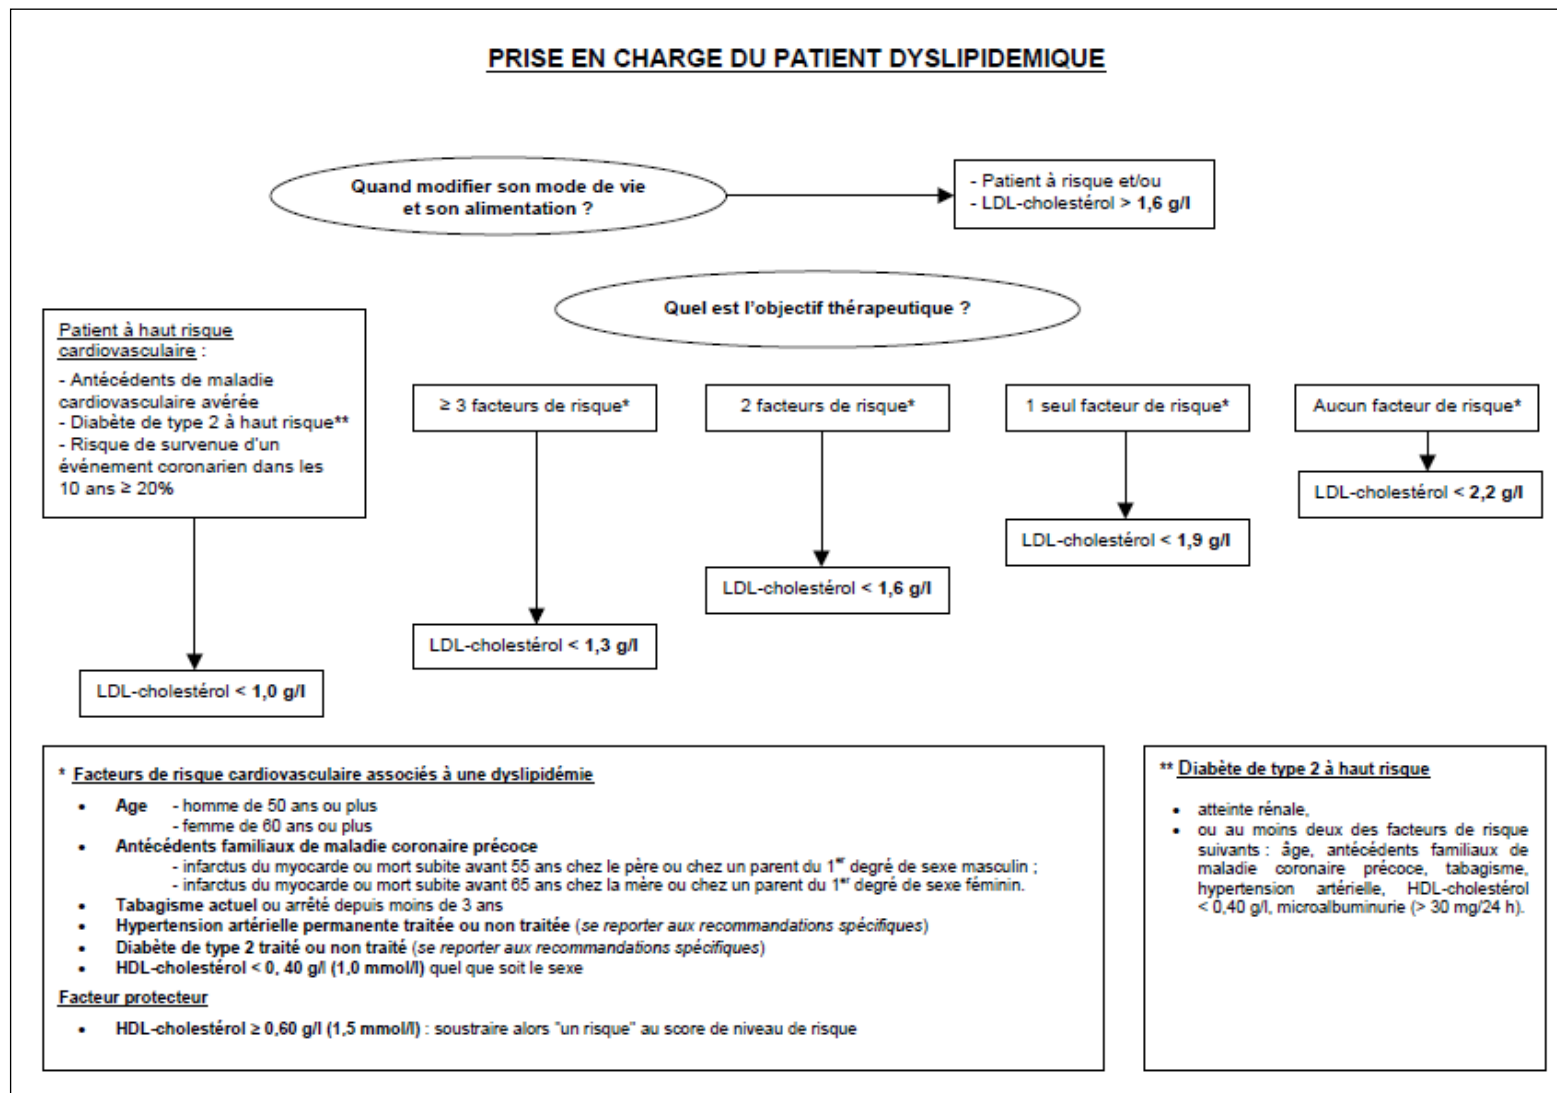 PRISE EN CHARGE DU PATIENT DYSLIPIDEMIQUE
Quand modifier son mode de vie
et son alimentation ?
- Patient à risque et/ou
- LDL-cholestérol > 1,6 g/l
Quel est l'objectif thérapeutique ?
Patient à haut risque
cardiovasculaire :
- Antécédents de maladie
cardiovasculaire avérée
- Diabète de type 2 à haut risque**
- Risque de survenue d'un
événement coronarien dans les
10 ans ≥ 20%
≥ 3 facteurs de risque*
2 facteurs de risque*
1 seul facteur de risque*
Aucun facteur de risque*
LDL-cholestérol < 2,2 g/l
LDL-cholestérol < 1,9 g/l
LDL-cholestérol < 1,6 g/l
LDL-cholestérol < 1,3 g/l
LDL-cholestérol < 1,0 g/l
* Facteurs de risque cardiovasculaire associés à une dyslipidémie
• Age - homme de 50 ans ou plus
- femme de 60 ans ou plus
• Antécédents familiaux de maladie coronaire précoce
- infarctus du myocarde ou mort subite avant 55 ans chez le père ou chez un parent du 1er degré de sexe masculin ;
- infarctus du myocarde ou mort subite avant 65 ans chez la mère ou chez un parent du 1er degré de sexe féminin.
• Tabagisme actuel ou arrêté depuis moins de 3 ans
• Hypertension artérielle permanente traitée ou non traitée (se reporter aux recommandations spécifiques)
• Diabète de type 2 traité ou non traité (se reporter aux recommandations spécifiques)
• HDL-cholestérol < 0, 40 g/l (1,0 mmol/l) quel que soit le sexe
Facteur protecteur
• HDL-cholestérol ≥ 0,60 g/l (1,5 mmol/l) : soustraire alors "un risque" au score de niveau de risque
** Diabète de type 2 à haut risque
• atteinte rénale,
• ou au moins deux des facteurs de risque
suivants : âge, antécédents familiaux de
maladie coronaire précoce, tabagisme,
hypertension artérielle, HDL-cholestérol
< 0,40 g/l, microalbuminurie (> 30 mg/24 h).